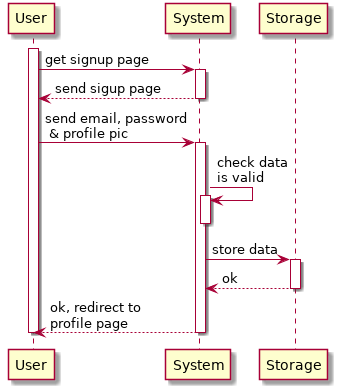 User
System
Storage
get signup page
send sigup page
send email, password
& profile pic
check data
is valid
store data
ok
ok, redirect to
profile page
User
System
Storage